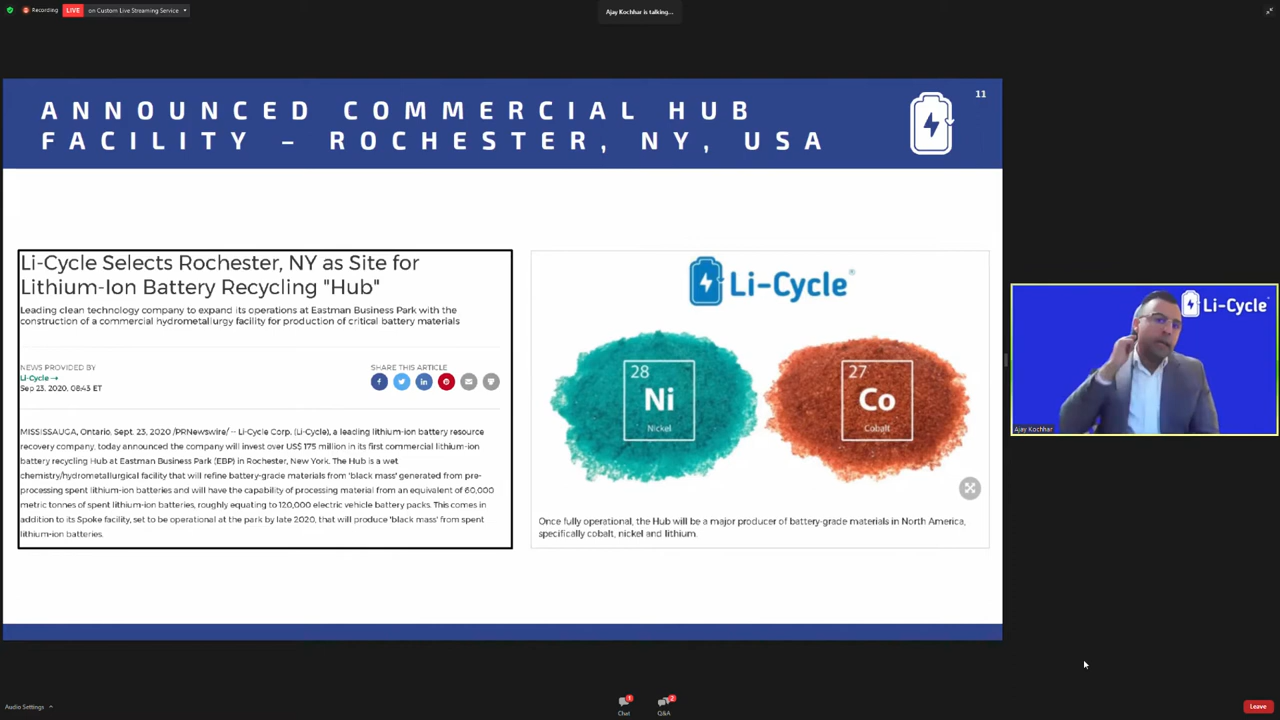 Recording
LIVE
on Custom Live Streaming Service
Ajay Kochhar is talking...
ANNOUNCED COMMERCIAL HUB
FACILITY – ROCHESTER, NY, USA
11
Li-Cycle Selects Rochester, NY as Site for
Lithium-Ion Battery Recycling "Hub"
Leading clean technology company to expand its operations at Eastman Business Park with the
construction of a commercial hydrometallurgy facility for production of critical battery materials
NEWS PROVIDED BY
Li-Cycle →
Sep 23, 2020, 08:43 ET
SHARE THIS ARTICLE
MISSISSAUGA, Ontario, Sept. 23, 2020 /PRNewswire/ -- Li-Cycle Corp. (Li-Cycle), a leading lithium-ion battery resource
recovery company, today announced the company will invest over US$ 175 million in its first commercial lithium-ion
battery recycling Hub at Eastman Business Park (EBP) in Rochester, New York. The Hub is a wet
chemistry/hydrometallurgical facility that will refine battery-grade materials from 'black mass' generated from pre-
processing spent lithium-ion batteries and will have the capability of processing material from an equivalent of 60,000
metric tonnes of spent lithium-ion batteries, roughly equating to 120,000 electric vehicle battery packs. This comes in
addition to its Spoke facility, set to be operational at the park by late 2020, that will produce 'black mass' from spent
lithium-ion batteries.
Li-Cycle®
28
Ni
Nickel
27
Co
Cobalt
Once fully operational, the Hub will be a major producer of battery-grade materials in North America,
specifically cobalt, nickel and lithium.
Li-Cycle
Ajay Kochhar
Audio Settings
Chat
Q&A
Leave